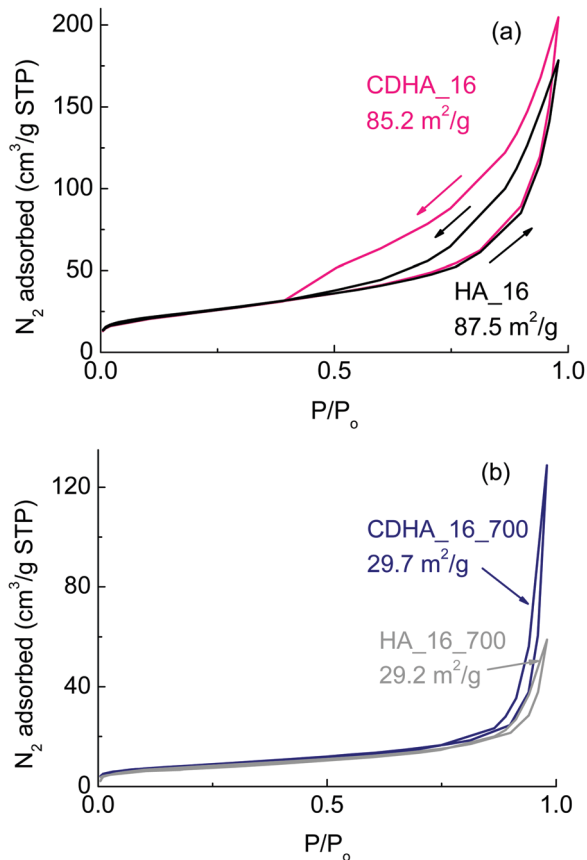 (a)
200
CDHA_16
85.2 m²/g
150
100
50
HA_16
87.5 m²/g
0
0.0
0.5
1.0
N₂ adsorbed (cm³/g STP)
P/Pₒ
(b)
120
CDHA_16_700
29.7 m²/g
80
HA_16_700
29.2 m²/g
40
0
0.0
0.5
1.0
N₂ adsorbed (cm³/g STP)
P/Pₒ